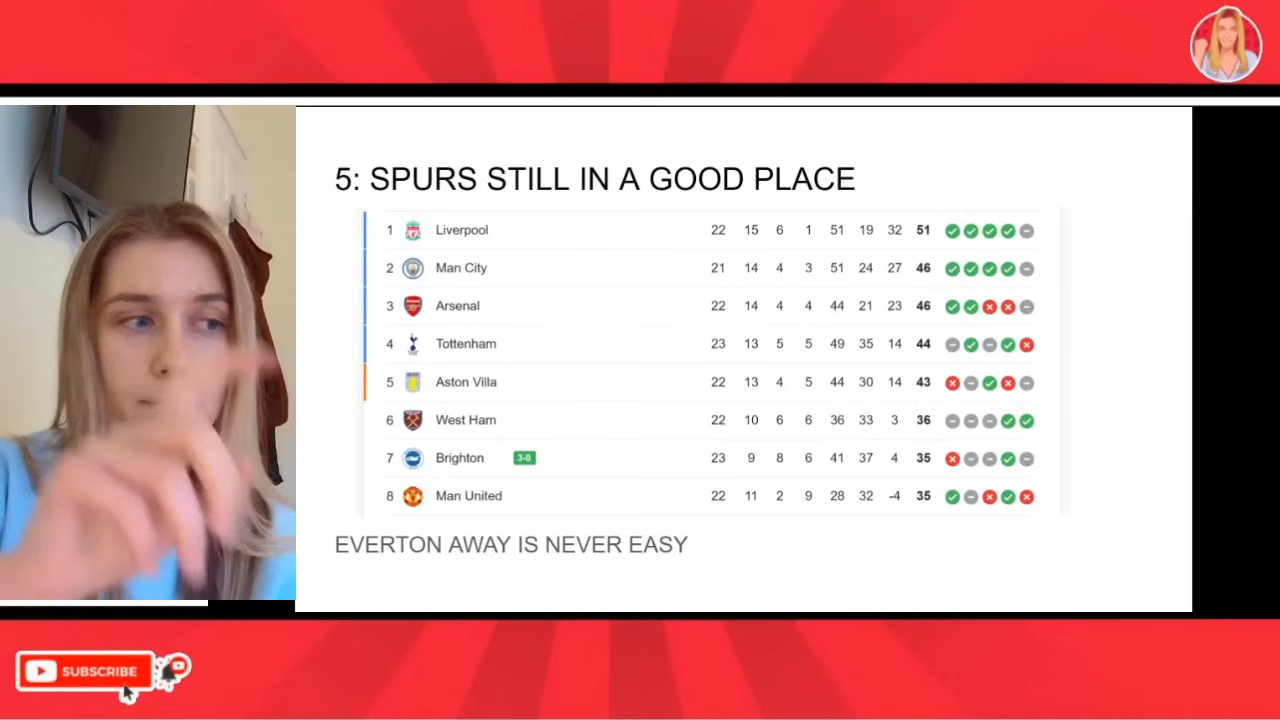 5: SPURS STILL IN A GOOD PLACE
1 Liverpool 22 15 6 1 51 19 32 51
2 Man City 21 14 4 3 51 24 27 46
3 Arsenal 22 14 4 4 44 21 23 46
4 Tottenham 23 13 5 5 49 35 14 44
5 Aston Villa 22 13 4 5 44 30 14 43
6 West Ham 22 10 6 6 36 33 3 36
7 Brighton 3-0 23 9 8 6 41 37 4 35
8 Man United 22 11 2 9 28 32 -4 35
EVERTON AWAY IS NEVER EASY
SUBSCRIBE